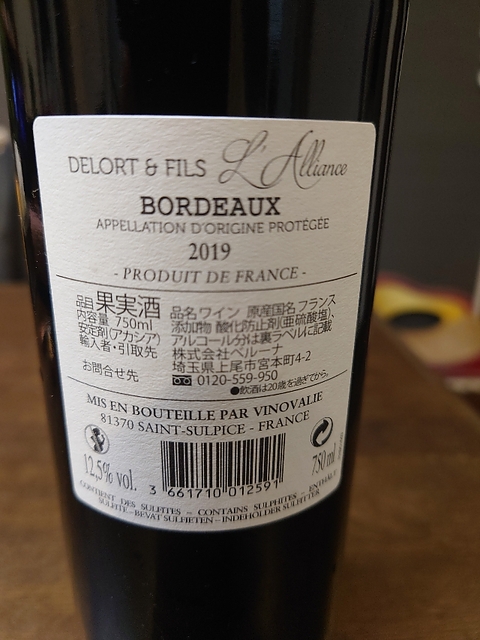 DELORT & FILS L'Alliance
BORDEAUX
APPELLATION D'ORIGINE PROTÉGÉE
2019
- PRODUIT DE FRANCE -
品目 果実酒 品名 ワイン 原産国名 フランス
内容量 750ml 添加物 酸化防止剤(亜硫酸塩)、
安定剤(アカシア) アルコール分は裏ラベルに記載
輸入者・引取先 株式会社ベルーナ
埼玉県上尾市宮本町4-2
お問合せ先 0120-559-950
●飲酒は20歳を過ぎてから。
MIS EN BOUTEILLE PAR VINOVALIE
81370 SAINT-SULPICE - FRANCE
12,5% vol. 750 ml
3 661710 012591
CONTIENT DES SULFITES - CONTAINS SULPHITES - ENTHÄLT
SULFITE - BEVAT SULFIETEN - INDEHOLDER SULFITTER